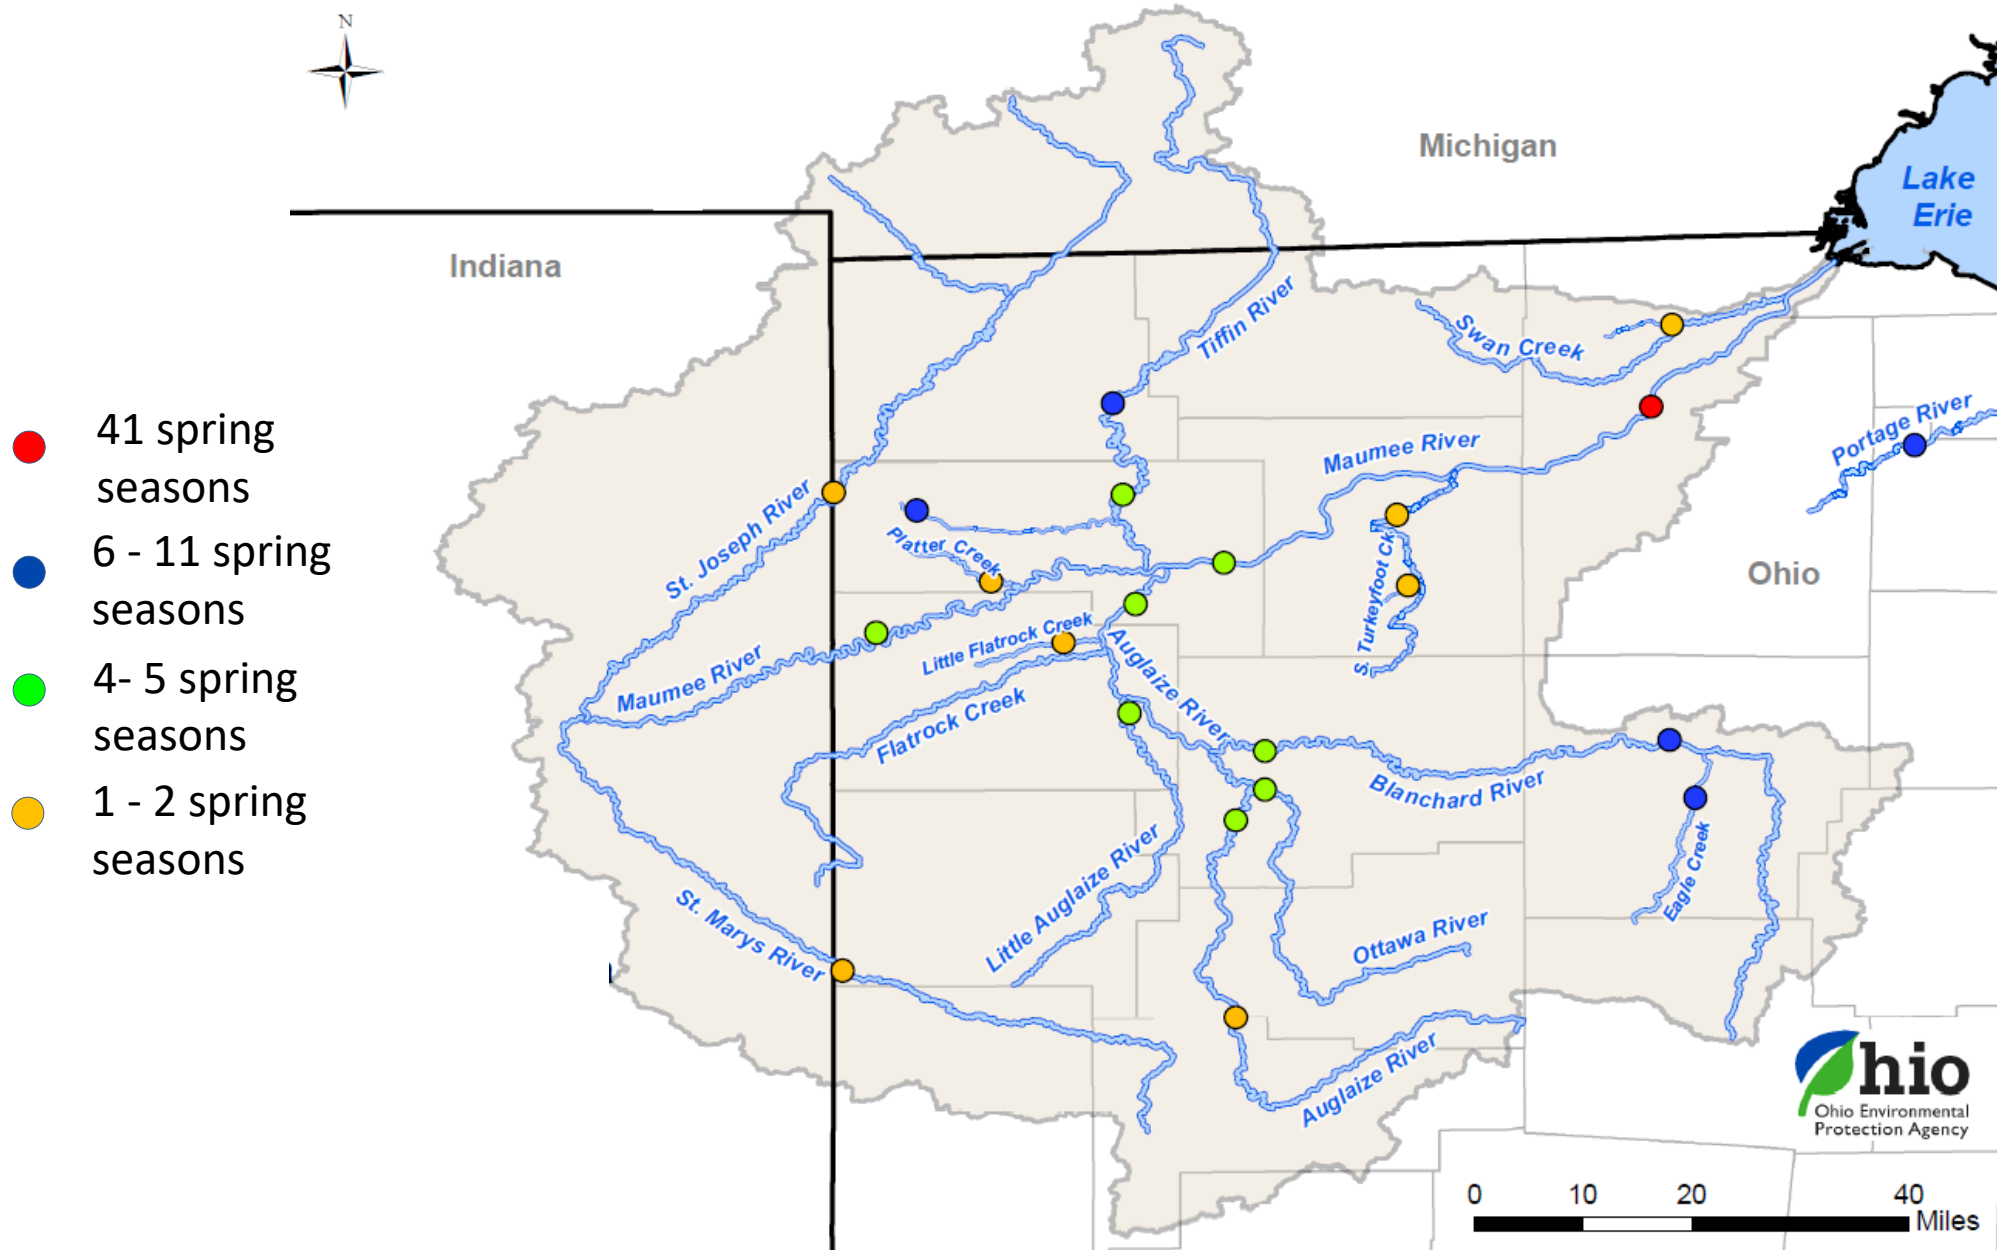 N
Michigan
Lake
Erie
Indiana
Tiffin River
Swan Creek
41 spring
seasons
Portage River
Maumee River
St. Joseph River
6 - 11 spring
seasons
Platter Creek
S. Turkeyfoot Ck
Ohio
Little Flatrock Creek
Auglaize River
Maumee River
4- 5 spring
seasons
Flatrock Creek
Blanchard River
1 - 2 spring
seasons
Eagle Creek
Little Auglaize River
St. Marys River
Ottawa River
Auglaize River
hio
Ohio Environmental
Protection Agency
0 10 20 40
Miles